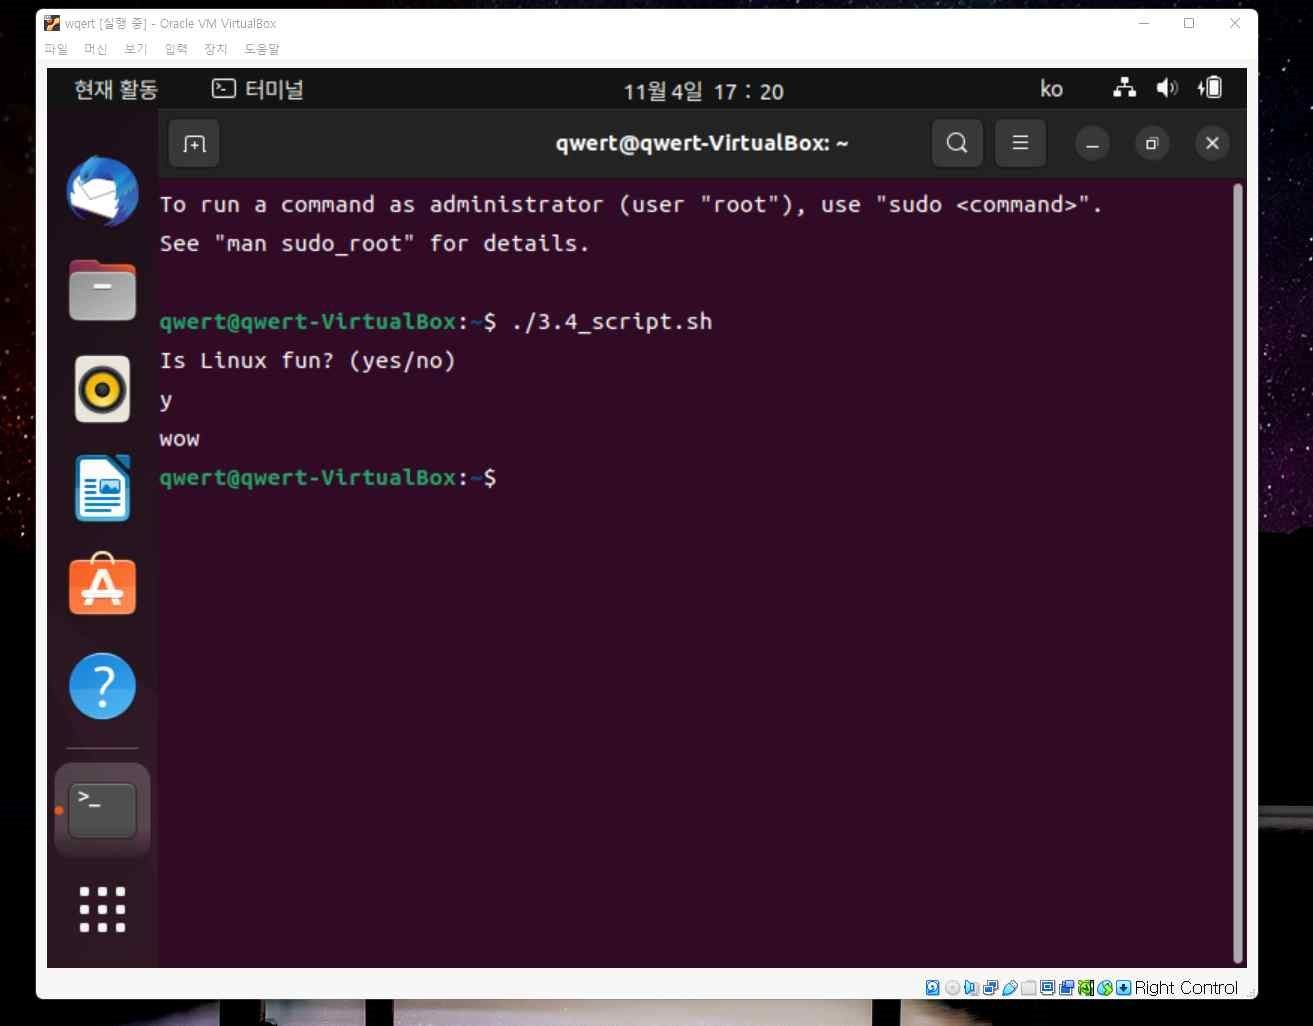 wqert [실행 중] - Oracle VM VirtualBox
파일 머신 보기 입력 장치 도움말
현재 활동 터미널 11월 4일 17 : 20 ko
qwert@qwert-VirtualBox: ~
To run a command as administrator (user "root"), use "sudo <command>".
See "man sudo_root" for details.
qwert@qwert-VirtualBox:~$ ./3.4_script.sh
Is Linux fun? (yes/no)
y
wow
qwert@qwert-VirtualBox:~$
Right Control